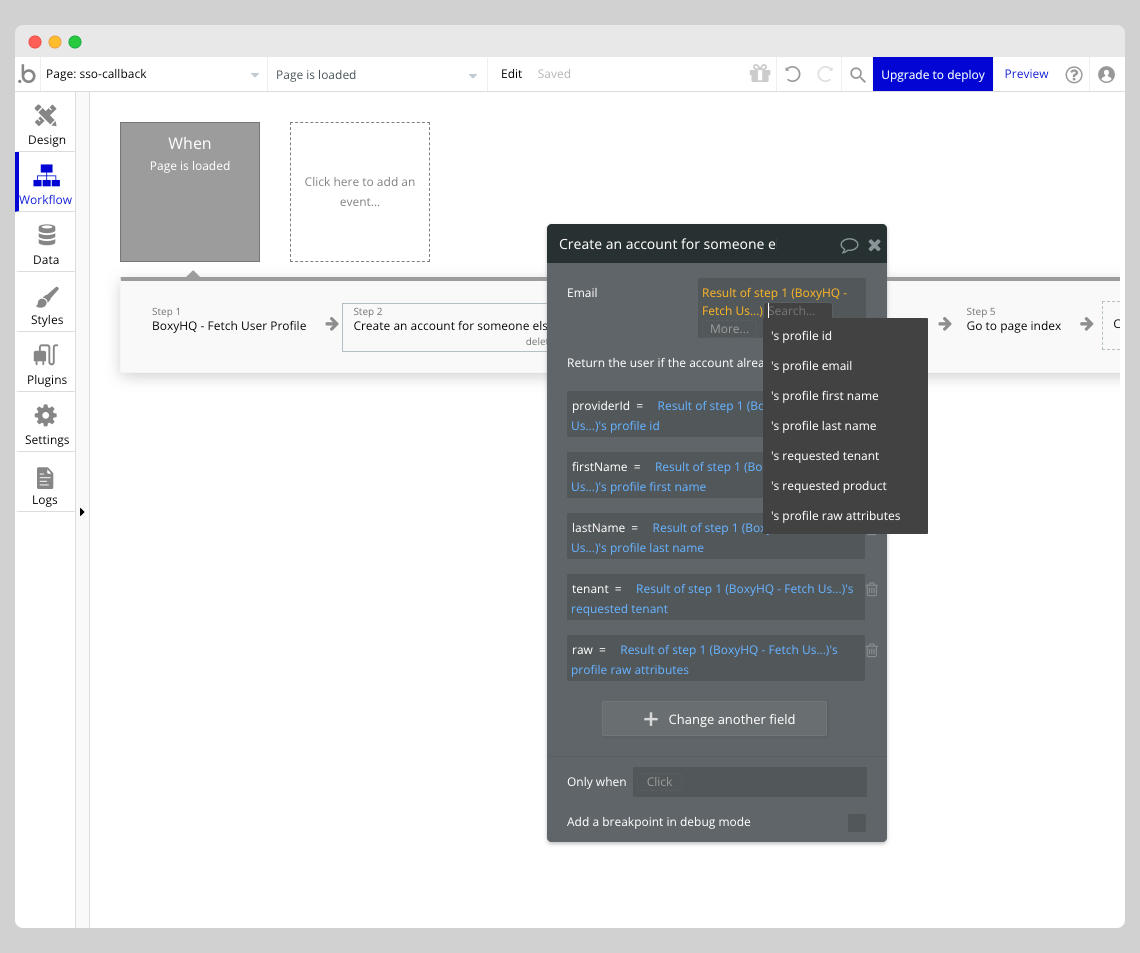 .b
Page: sso-callback
Page is loaded
Edit
Saved
Upgrade to deploy
Preview
?
Design
Workflow
Data
Styles
Plugins
Settings
Logs
When
Page is loaded
Click here to add an
event...
Step 1
BoxyHQ - Fetch User Profile
Step 2
Create an account for someone els
delet
Step 5
Go to page index
C
Create an account for someone e
Email
Result of step 1 (BoxyHQ -
Fetch Us...)
Search...
More...
's profile id
's profile email
's profile first name
's profile last name
's requested tenant
's requested product
's profile raw attributes
Return the user if the account alrea
providerId = Result of step 1 (Bo
Us...)'s profile id
firstName = Result of step 1 (Bo
Us...)'s profile first name
lastName = Result of step 1 (Box
Us...)'s profile last name
tenant = Result of step 1 (BoxyHQ - Fetch Us...)'s
requested tenant
raw = Result of step 1 (BoxyHQ - Fetch Us...)'s
profile raw attributes
Change another field
Only when
Click
Add a breakpoint in debug mode